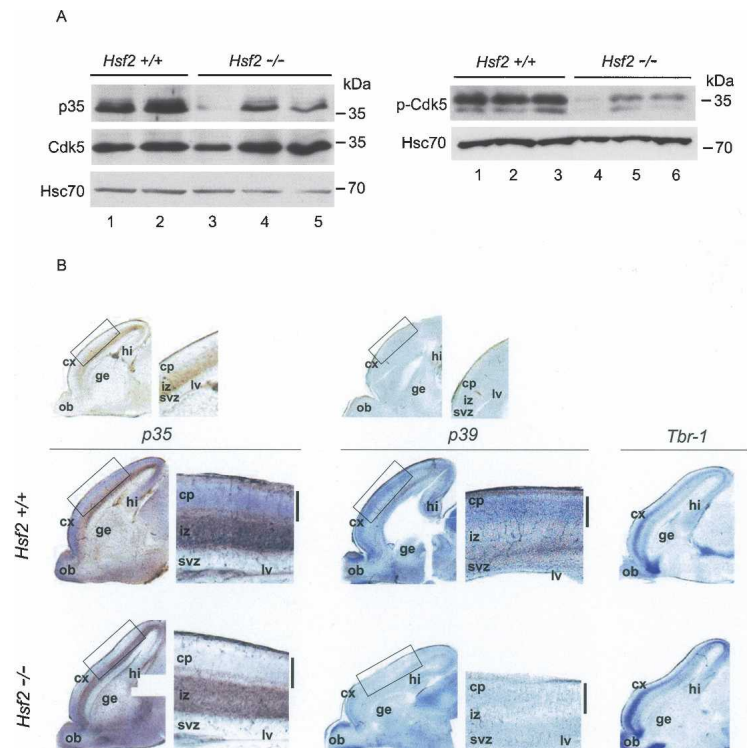 A
Hsf2 +/+ Hsf2 -/-
kDa
p35
35
Cdk5
35
Hsc70
70
1 2 3 4 5
Hsf2 +/+ Hsf2 -/-
kDa
p-Cdk5
35
Hsc70
70
1 2 3 4 5 6
B
cx hi ge ob
cp iz svz lv
cx hi ge ob
cp iz svz lv
p35 p39 Tbr-1
Hsf2 +/+
cx hi ge ob
cp iz svz lv
cx hi ge ob
cp iz svz lv
cx hi ge ob
Hsf2 -/-
cx hi ge ob
cp iz svz lv
cx hi ge ob
cp iz svz lv
cx hi ge ob